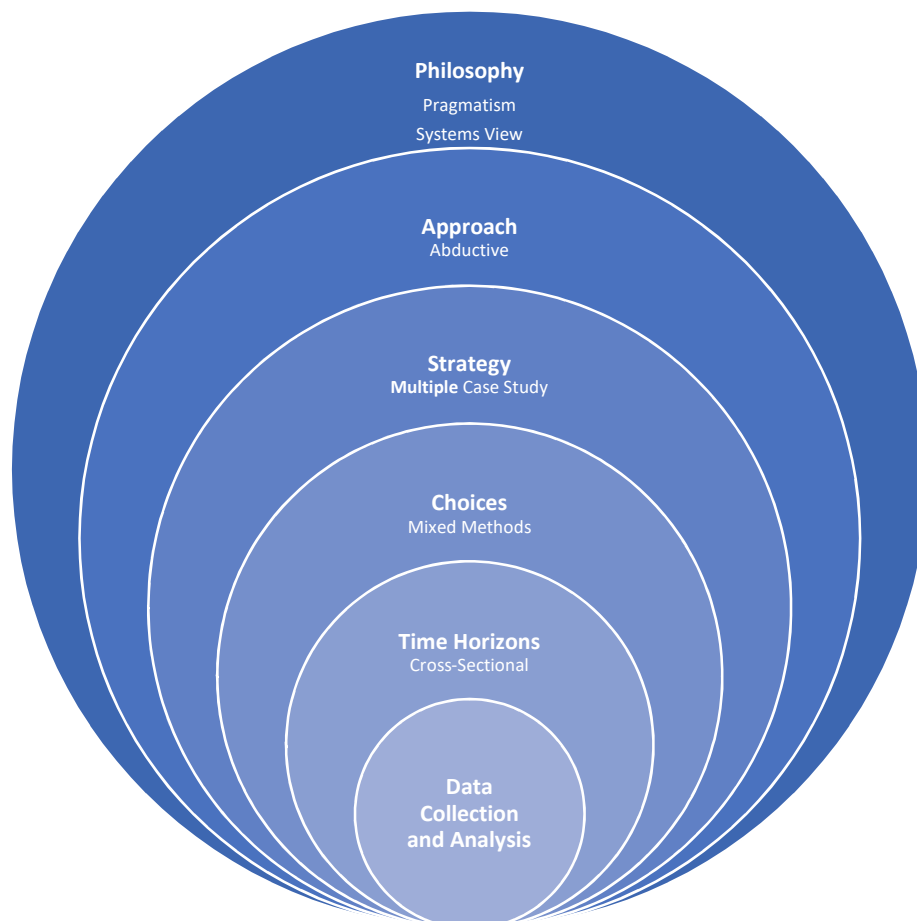 Philosophy
Pragmatism
Systems View
Approach
Abductive
Strategy
Multiple Case Study
Choices
Mixed Methods
Time Horizons
Cross-Sectional
Data
Collection
and Analysis